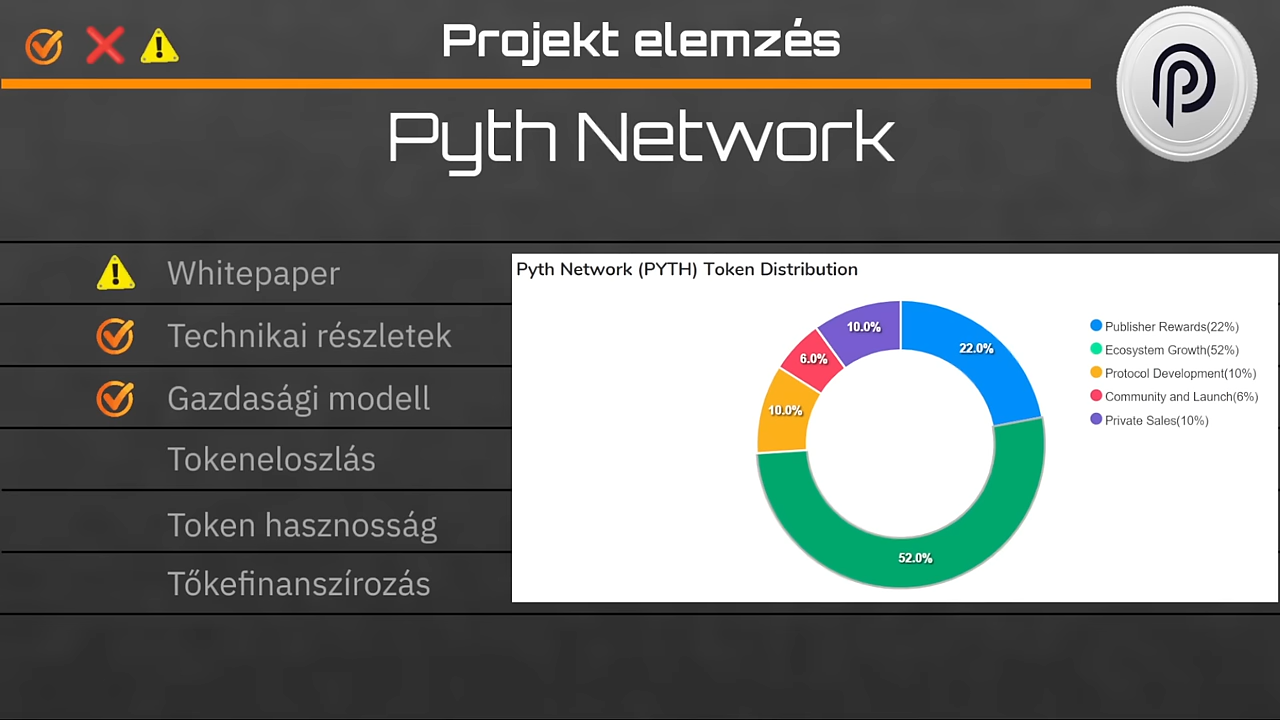 Projekt elemzés
Pyth Network
Whitepaper
Technikai részletek
Gazdasági modell
Tokeneloszlás
Token hasznosság
Tőkefinanszírozás
Pyth Network (PYTH) Token Distribution
10.0%
22.0%
6.0%
10.0%
52.0%
Publisher Rewards(22%)
Ecosystem Growth(52%)
Protocol Development(10%)
Community and Launch(6%)
Private Sales(10%)